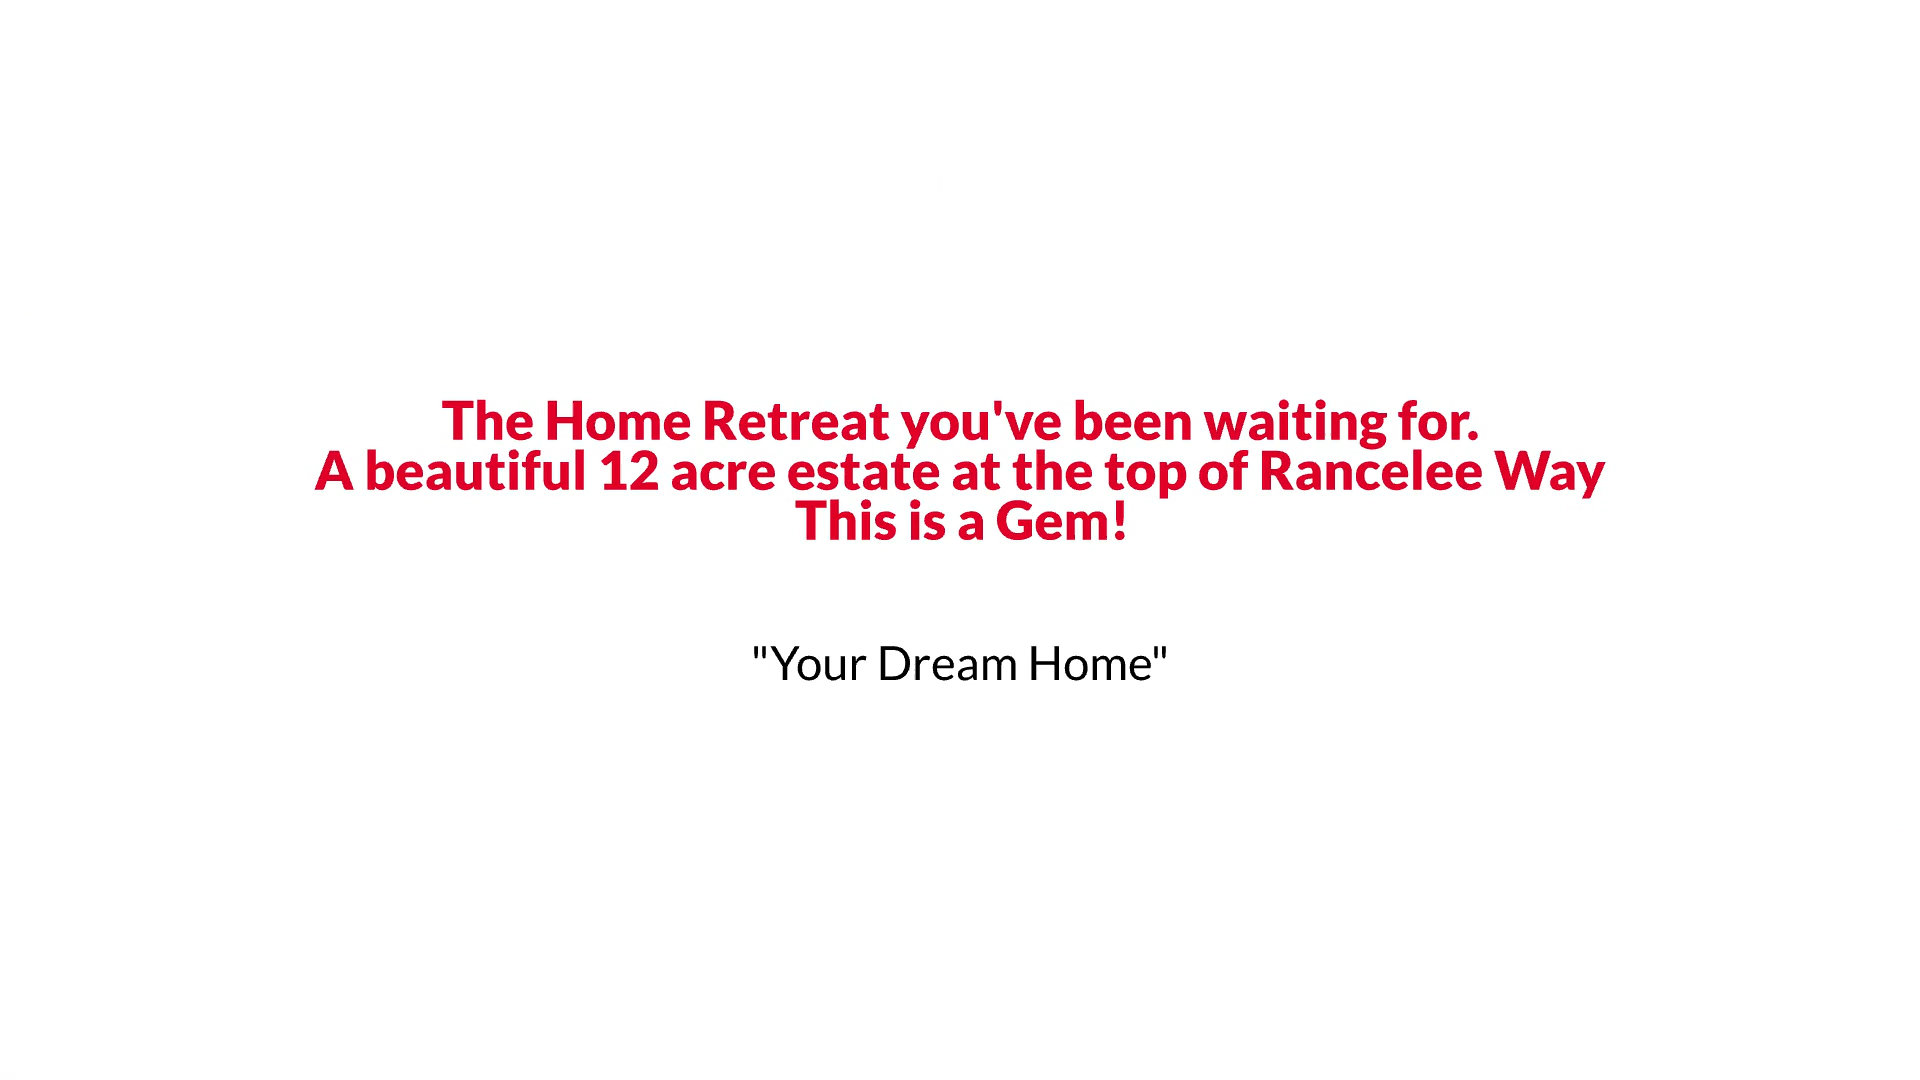 The Home Retreat you've been waiting for.
A beautiful 12 acre estate at the top of Rancelee Way
This is a Gem!
"Your Dream Home"